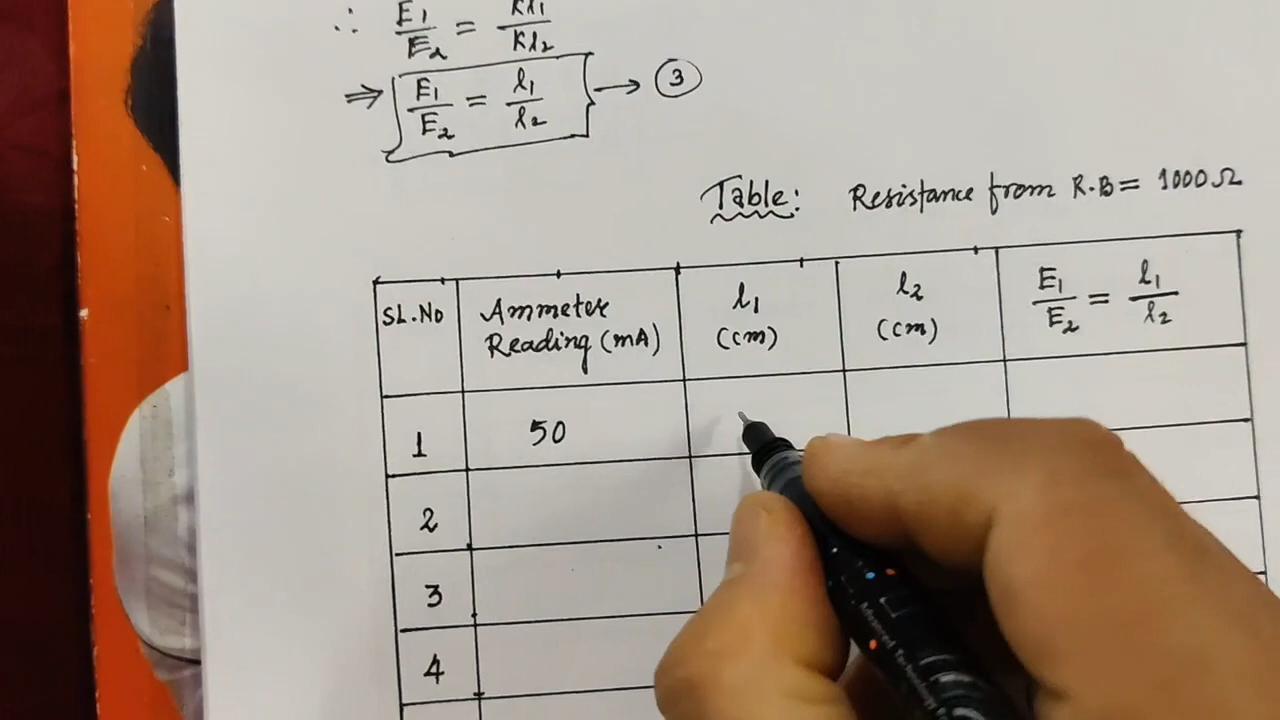 ∴ E₁/E₂ = Kl₁/Kl₂
⇒ E₁/E₂ = l₁/l₂ → ③
Table: Resistance from R.B = 1000Ω
SL.No Ammeter Reading (mA) l₁ (cm) l₂ (cm) E₁/E₂ = l₁/l₂
1 50
2
3
4